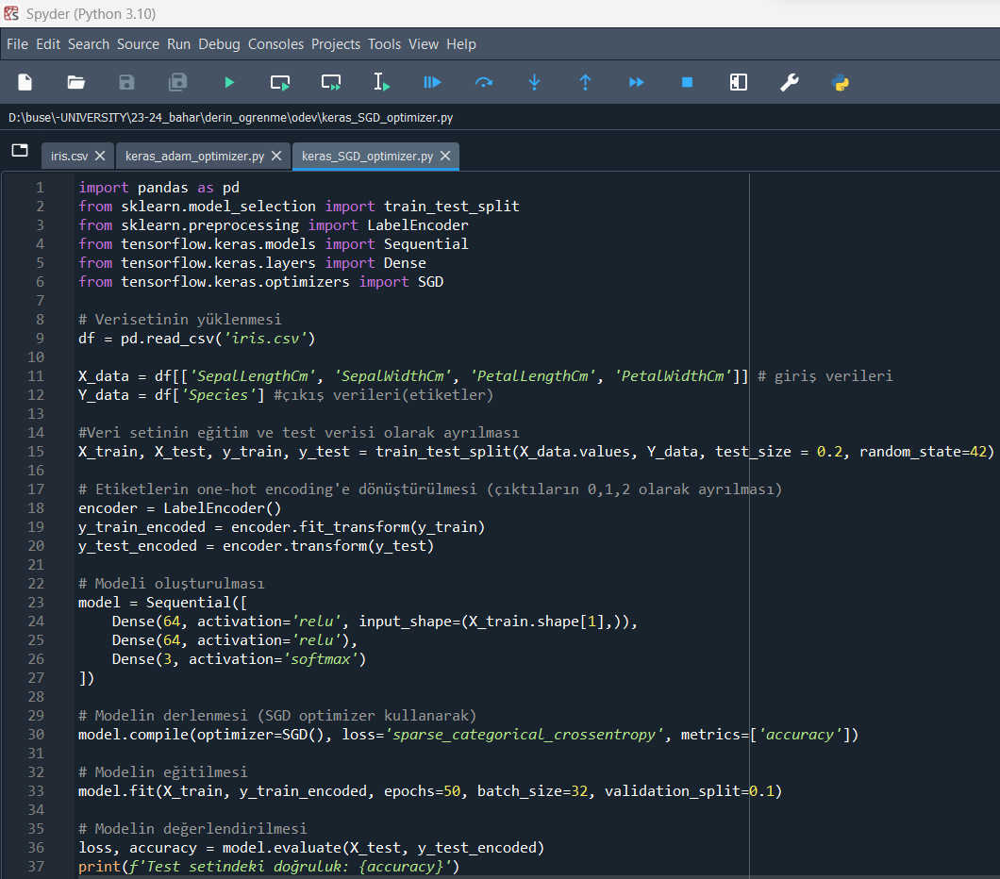 Spyder (Python 3.10)
File Edit Search Source Run Debug Consoles Projects Tools View Help
D:\buse\-UNIVERSITY\23-24_bahar\derin_ogrenme\odev\keras_SGD_optimizer.py
iris.csv keras_adam_optimizer.py keras_SGD_optimizer.py
1 import pandas as pd
2 from sklearn.model_selection import train_test_split
3 from sklearn.preprocessing import LabelEncoder
4 from tensorflow.keras.models import Sequential
5 from tensorflow.keras.layers import Dense
6 from tensorflow.keras.optimizers import SGD
7
8 # Verisetinin yüklenmesi
9 df = pd.read_csv('iris.csv')
10
11 X_data = df[['SepalLengthCm', 'SepalWidthCm', 'PetalLengthCm', 'PetalWidthCm']] # giriş verileri
12 Y_data = df['Species'] #çıkış verileri(etiketler)
13
14 #Veri setinin eğitim ve test verisi olarak ayrılması
15 X_train, X_test, y_train, y_test = train_test_split(X_data.values, Y_data, test_size = 0.2, random_state=42)
16
17 # Etiketlerin one-hot encoding'e dönüştürülmesi (çıktıların 0,1,2 olarak ayrılması)
18 encoder = LabelEncoder()
19 y_train_encoded = encoder.fit_transform(y_train)
20 y_test_encoded = encoder.transform(y_test)
21
22 # Modeli oluşturulması
23 model = Sequential([
24     Dense(64, activation='relu', input_shape=(X_train.shape[1],)),
25     Dense(64, activation='relu'),
26     Dense(3, activation='softmax')
27 ])
28
29 # Modelin derlenmesi (SGD optimizer kullanarak)
30 model.compile(optimizer=SGD(), loss='sparse_categorical_crossentropy', metrics=['accuracy'])
31
32 # Modelin eğitilmesi
33 model.fit(X_train, y_train_encoded, epochs=50, batch_size=32, validation_split=0.1)
34
35 # Modelin değerlendirilmesi
36 loss, accuracy = model.evaluate(X_test, y_test_encoded)
37 print(f'Test setindeki doğruluk: {accuracy}')